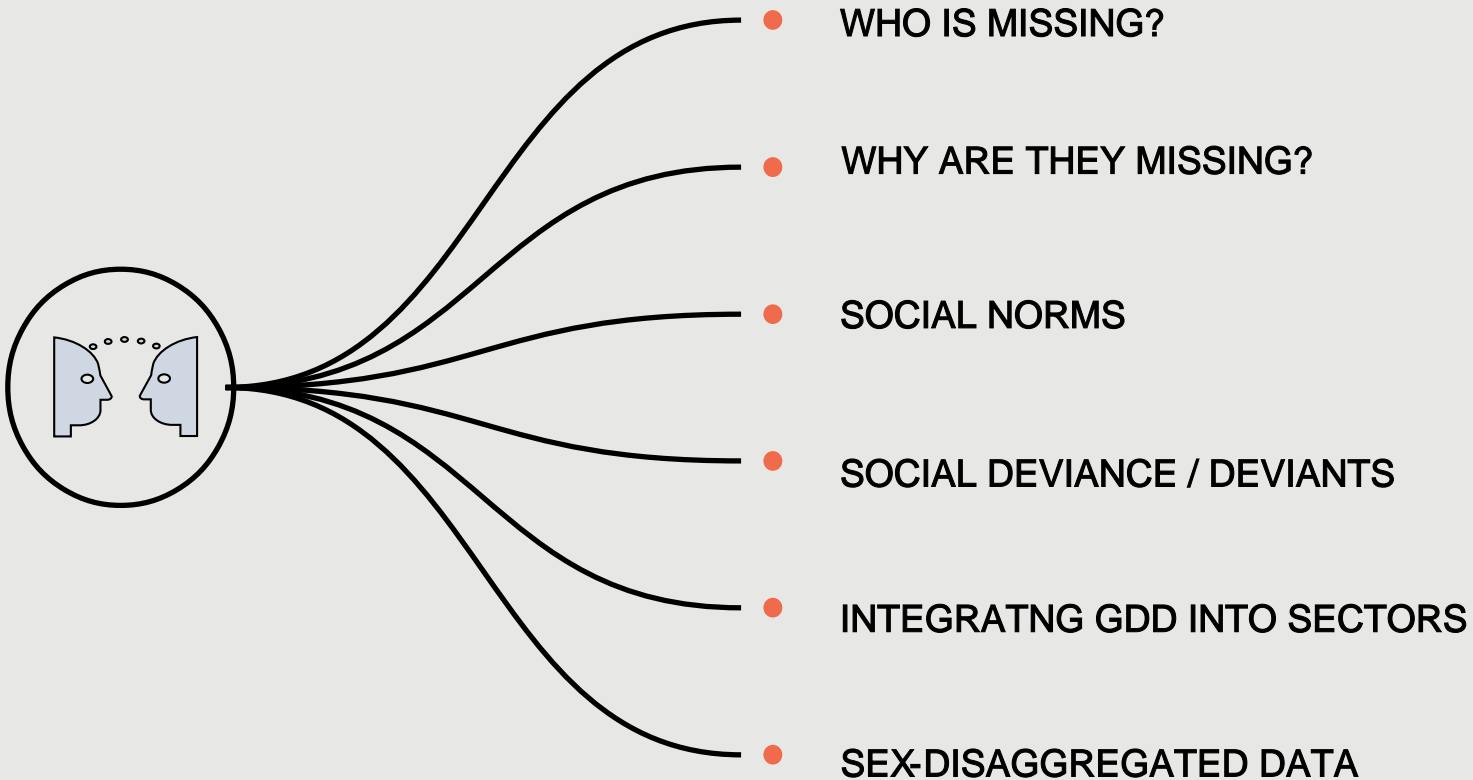 WHO IS MISSING?
WHY ARE THEY MISSING?
SOCIAL NORMS
SOCIAL DEVIANCE / DEVIANTS
INTEGRATNG GDD INTO SECTORS
SEX-DISAGGREGATED DATA